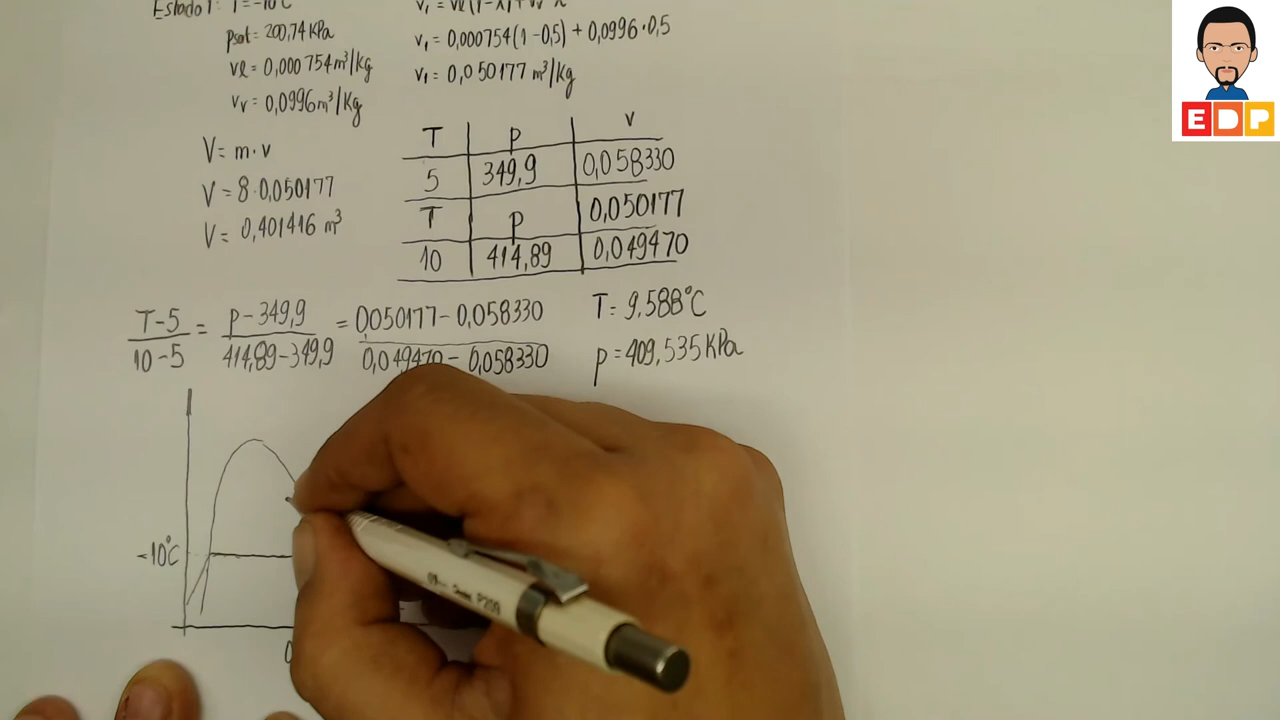 Estado 1: T=-10°C
psat= 200,74 KPa
vℓ = 0,000754 m³/Kg
vv = 0,0996 m³/Kg
v₁ = 0,000754(1-0,5) + 0,0996·0,5
v₁ = 0,050177 m³/Kg
V= m·v
V = 8·0,050177
V= 0,401416 m³
T p v
5 349,9 0,058330
T p 0,050177
10 414,89 0,049470
T-5/10-5 = p-349,9/414,89-349,9 = 0,050177-0,058330/0,049470-0,058330
T= 9,588°C
p = 409,535 KPa
-10°C
P209
EDP